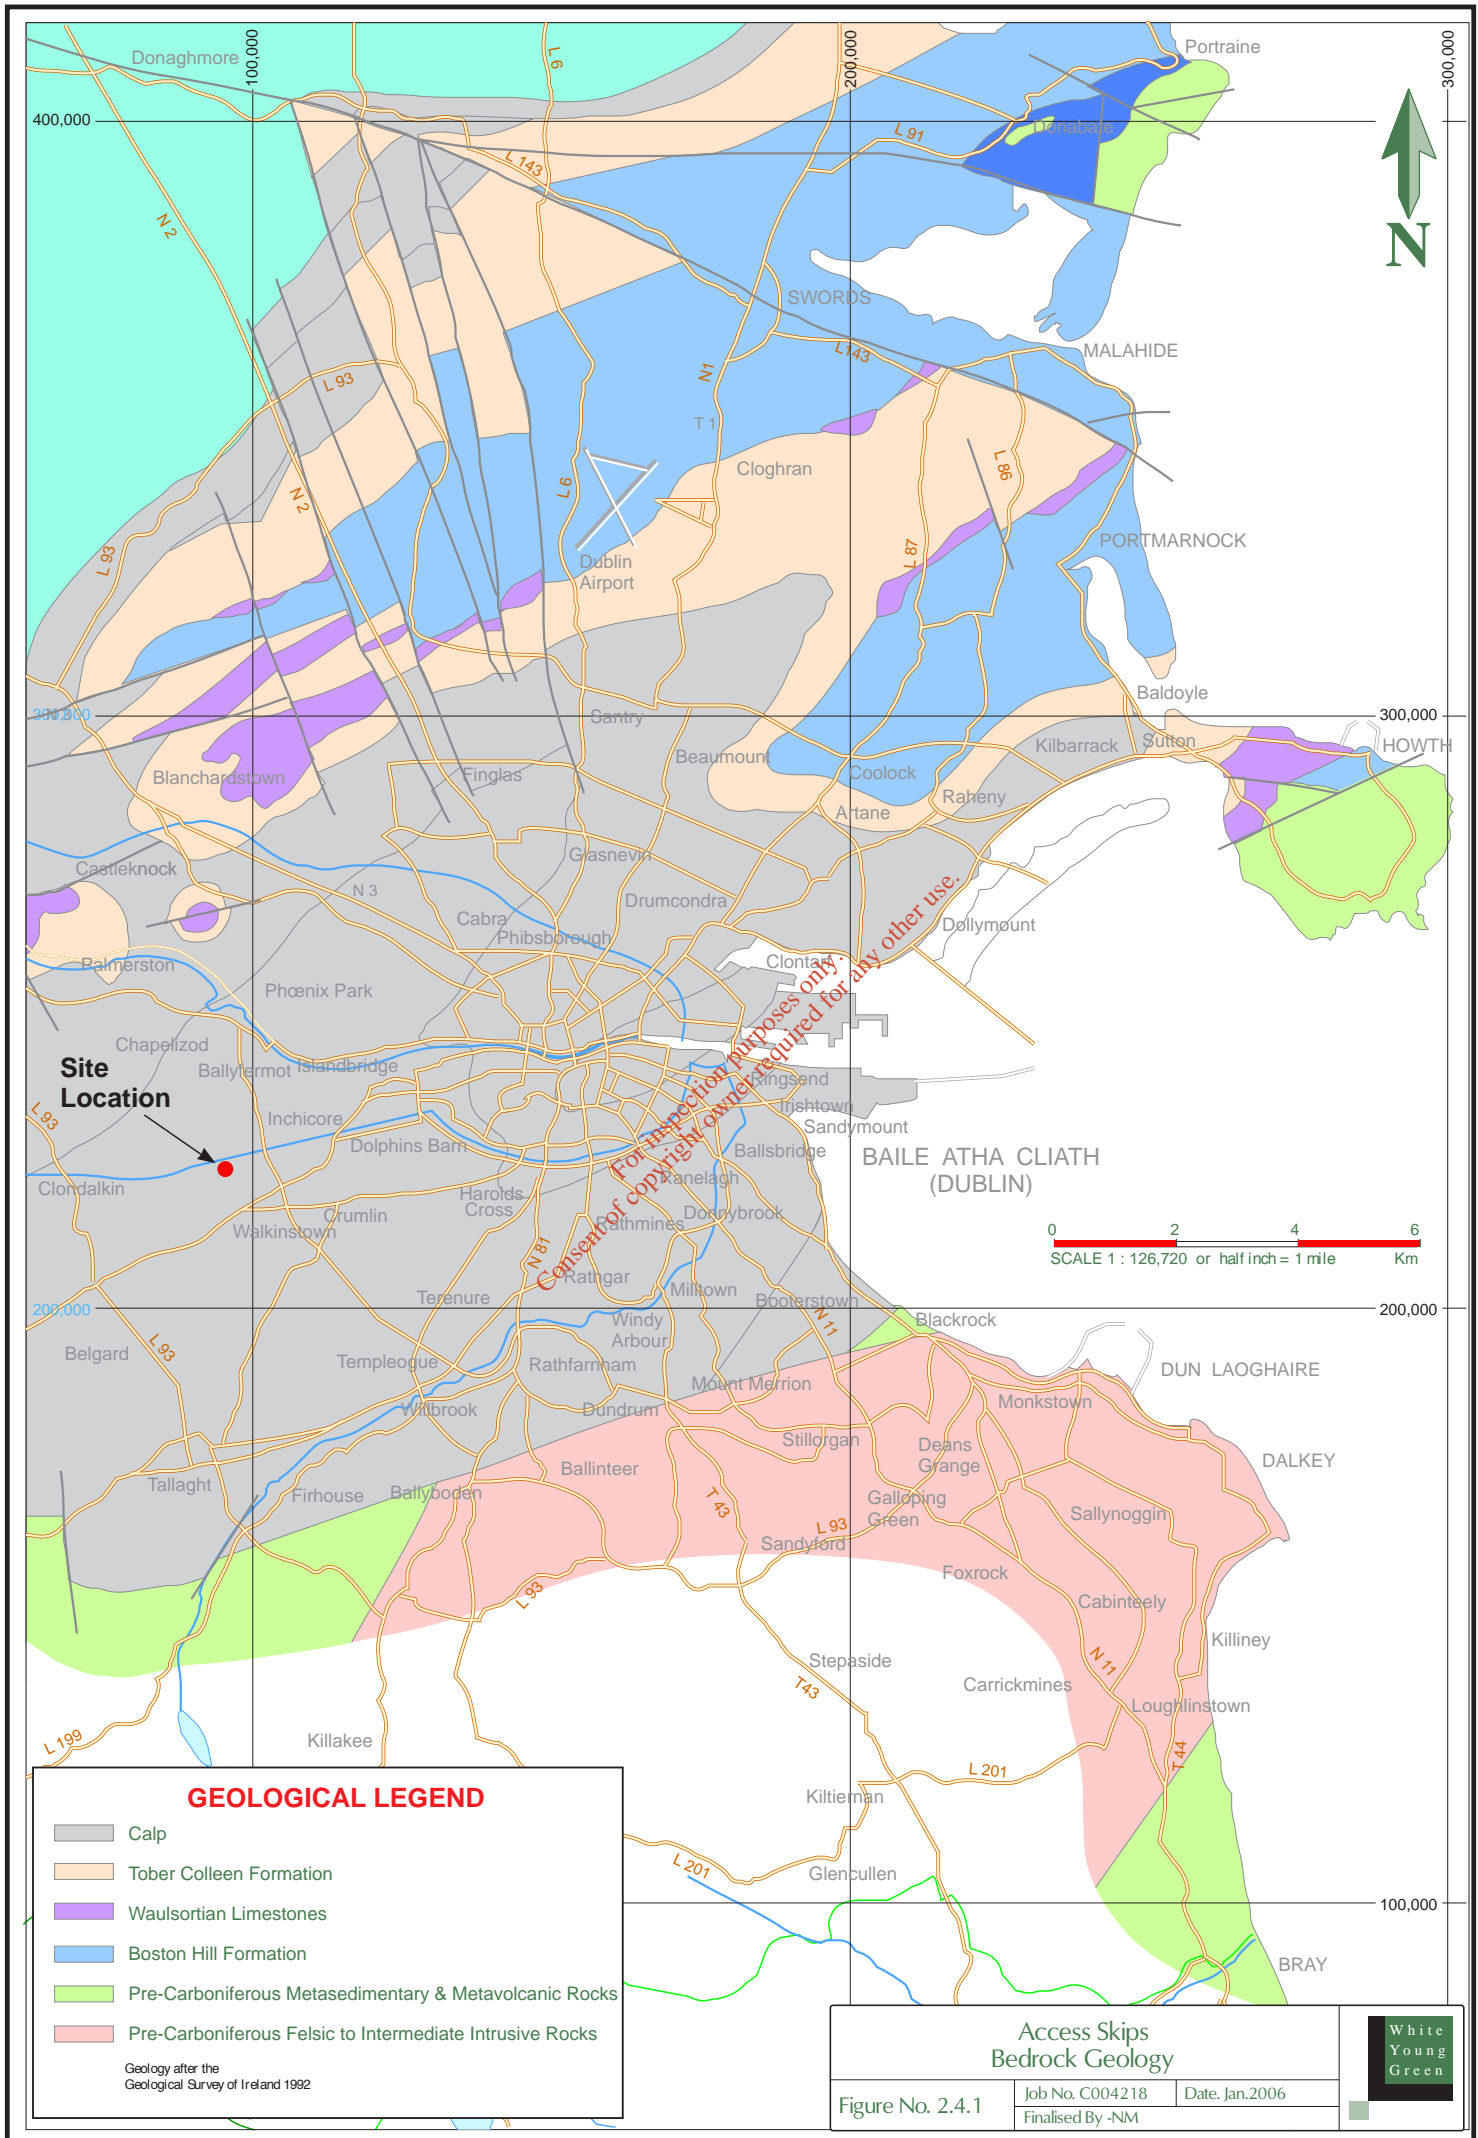 Donaghmore
100,000
L 6
200,000
Portraine
300,000
400,000
L 91
Donabate
L 143
N 2
N
SWORDS
MALAHIDE
L143
L 93
N1
T 1
Cloghran
L 86
N 2
L 6
L 93
L 87
PORTMARNOCK
Dublin
Airport
Baldoyle
300,000
N 3
Santry
300,000
Kilbarrack
Sutton
HOWTH
Beaumount
Blanchardstown
Finglas
Coolock
Raheny
Artane
Glasnevin
Castleknock
N 3
Drumcondra
Cabra
Phibsborough
Dollymount
Clontarf
Palmerston
Phœnix Park
Chapelizod
Ballyfermot
Islandbridge
Site
Location
L 93
Inchicore
Ringsend
Irishtown
Sandymount
Dolphins Barn
Ballsbridge
BAILE ATHA CLIATH
(DUBLIN)
Ranelagh
Clondalkin
Harolds
Cross
Crumlin
Walkinstown
Rathmines
Donnybrook
For inspection purposes only.
Consent of copyright owner required for any other use.
0 2 4 6
SCALE 1 : 126,720 or half inch = 1 mile Km
N 81
Rathgar
Milltown
Terenure
Booterstown
200,000
200,000
N 11
Blackrock
Windy
Arbour
Belgard
L 93
Templeogue
Rathfarnham
DUN LAOGHAIRE
Mount Merrion
Monkstown
Willbrook
Dundrum
Stillorgan
Deans
Grange
DALKEY
Ballinteer
Tallaght
Firhouse
Ballyboden
T 43
Galloping
Green
Sallynoggin
L 93
Sandyford
Foxrock
L 93
Cabinteely
Killiney
Stepaside
N 11
T43
Carrickmines
Loughlinstown
L 199
Killakee
T 44
L 201
Kiltiernan
GEOLOGICAL LEGEND
Calp
Tober Colleen Formation
Waulsortian Limestones
Boston Hill Formation
Pre-Carboniferous Metasedimentary & Metavolcanic Rocks
Pre-Carboniferous Felsic to Intermediate Intrusive Rocks
Geology after the
Geological Survey of Ireland 1992
L 201
Glencullen
100,000
BRAY
Access Skips
Bedrock Geology
Figure No. 2.4.1
Job No. C004218
Date. Jan.2006
Finalised By -NM
White
Young
Green